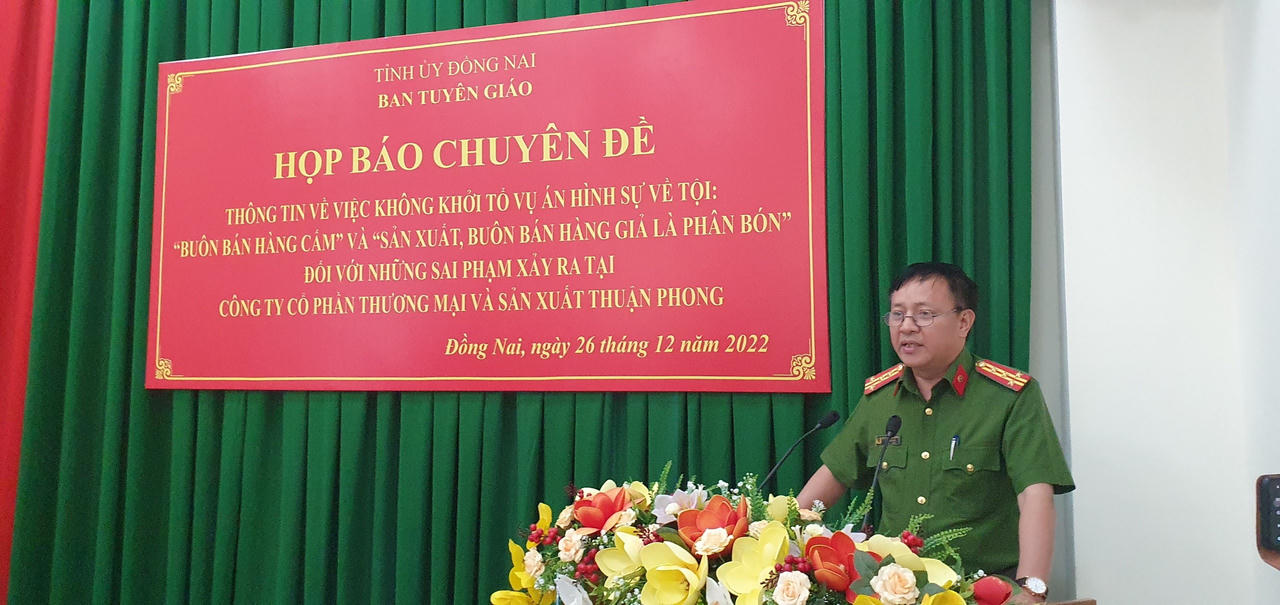 TỈNH ỦY ĐỒNG NAI
BAN TUYÊN GIÁO
HỌP BÁO CHUYÊN ĐỀ
THÔNG TIN VỀ VIỆC KHÔNG KHỞI TỐ VỤ ÁN HÌNH SỰ VỀ TỘI:
“BUÔN BÁN HÀNG CẤM” VÀ “SẢN XUẤT, BUÔN BÁN HÀNG GIẢ LÀ PHÂN BÓN”
ĐỐI VỚI NHỮNG SAI PHẠM XẢY RA TẠI
CÔNG TY CỔ PHẦN THƯƠNG MẠI VÀ SẢN XUẤT THUẬN PHONG
Đồng Nai, ngày 26 tháng 12 năm 2022